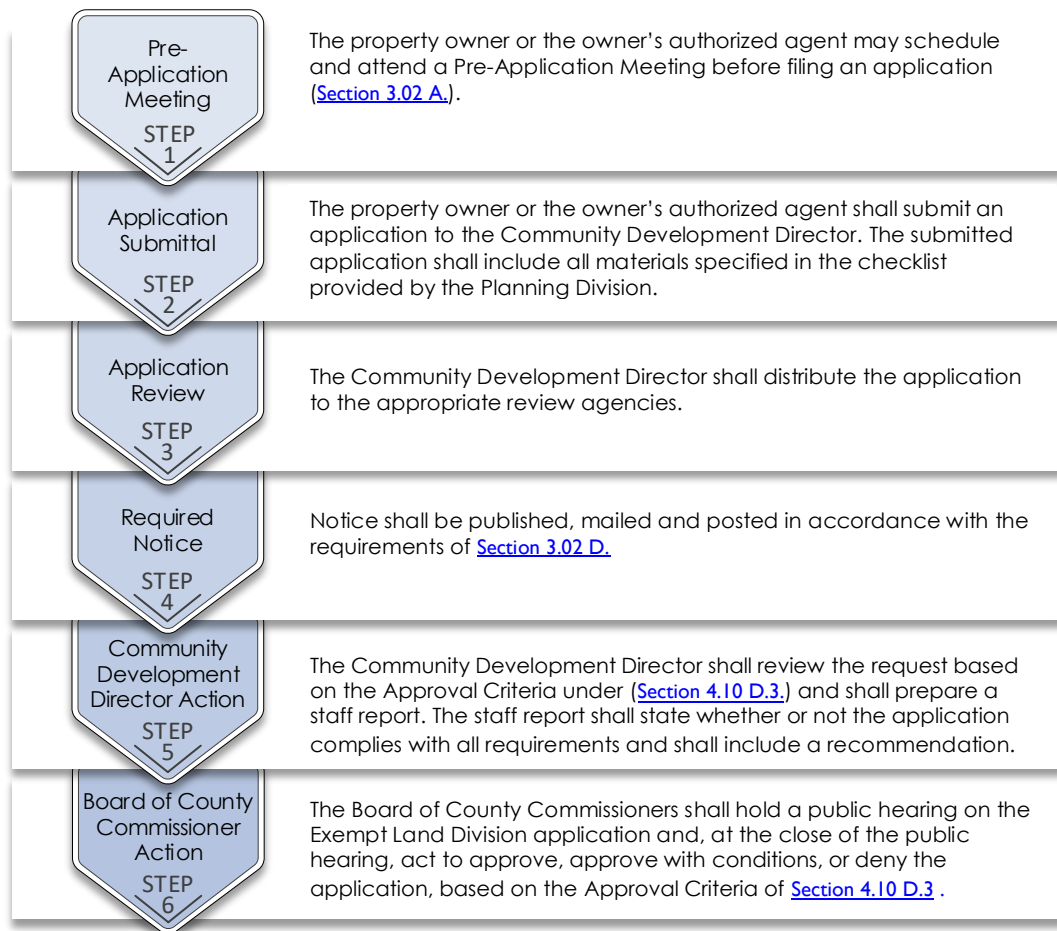 Pre-
Application
Meeting
STEP
1
The property owner or the owner’s authorized agent may schedule
and attend a Pre-Application Meeting before filing an application
(Section 3.02 A.).
Application
Submittal
STEP
2
The property owner or the owner’s authorized agent shall submit an
application to the Community Development Director. The submitted
application shall include all materials specified in the checklist
provided by the Planning Division.
Application
Review
STEP
3
The Community Development Director shall distribute the application
to the appropriate review agencies.
Required
Notice
STEP
4
Notice shall be published, mailed and posted in accordance with the
requirements of Section 3.02 D.
Community
Development
Director Action
STEP
5
The Community Development Director shall review the request based
on the Approval Criteria under (Section 4.10 D.3.) and shall prepare a
staff report. The staff report shall state whether or not the application
complies with all requirements and shall include a recommendation.
Board of County
Commissioner
Action
STEP
6
The Board of County Commissioners shall hold a public hearing on the
Exempt Land Division application and, at the close of the public
hearing, act to approve, approve with conditions, or deny the
application, based on the Approval Criteria of Section 4.10 D.3 .